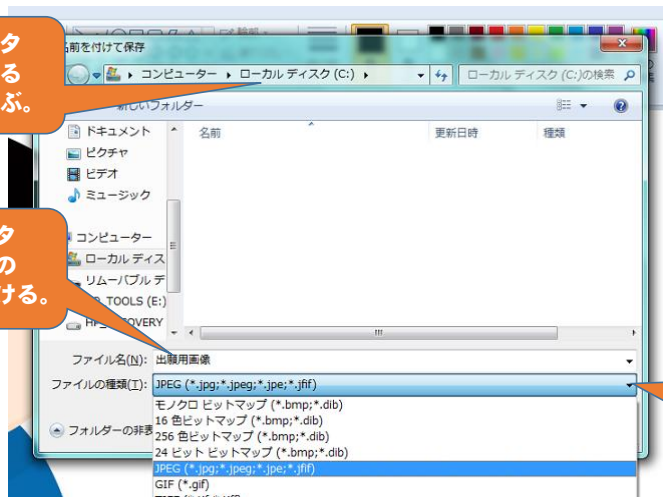 タ
る
ぶ。
名前を付けて保存
コンピューター ▸ ローカル ディスク (C:) ▸
ローカル ディスク (C:)の検索
新しいフォルダー
ドキュメント
ピクチャ
ビデオ
ミュージック
コンピューター
ローカル ディス
リムーバブル デ
TOOLS (E:)
名前
更新日時
種類
タ
の
ける。
ファイル名(N): 出願用画像
ファイルの種類(T): JPEG (*.jpg;*.jpeg;*.jpe;*.jfif)
モノクロ ビットマップ (*.bmp;*.dib)
16 色ビットマップ (*.bmp;*.dib)
256 色ビットマップ (*.bmp;*.dib)
24 ビット ビットマップ (*.bmp;*.dib)
JPEG (*.jpg;*.jpeg;*.jpe;*.jfif)
GIF (*.gif)
フォルダーの非表